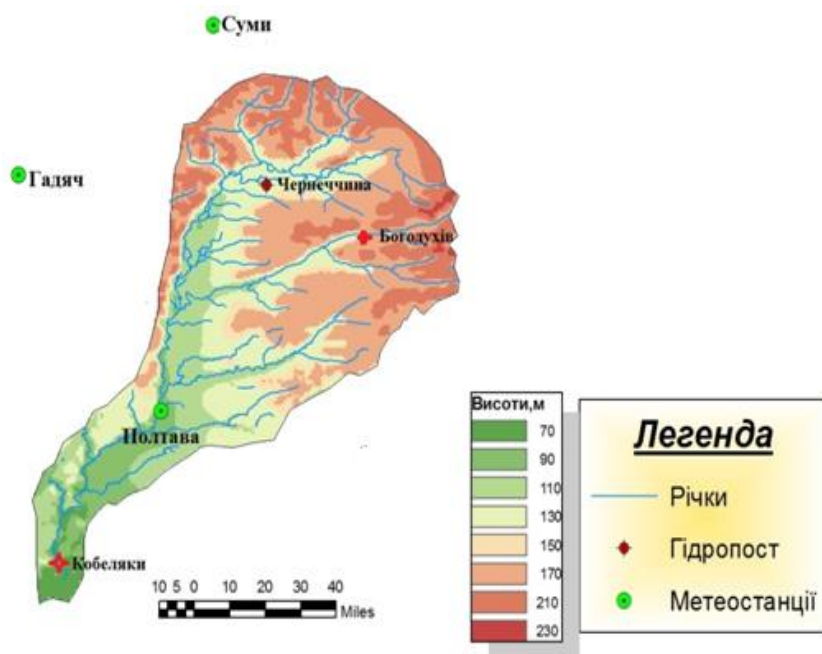 Суми
Гадяч
Чернеччина
Богодухів
Полтава
Кобеляки
10 5 0 10 20 30 40
Miles
Висоти,м
70
90
110
130
150
170
210
230
Легенда
Річки
Гідропост
Метеостанції